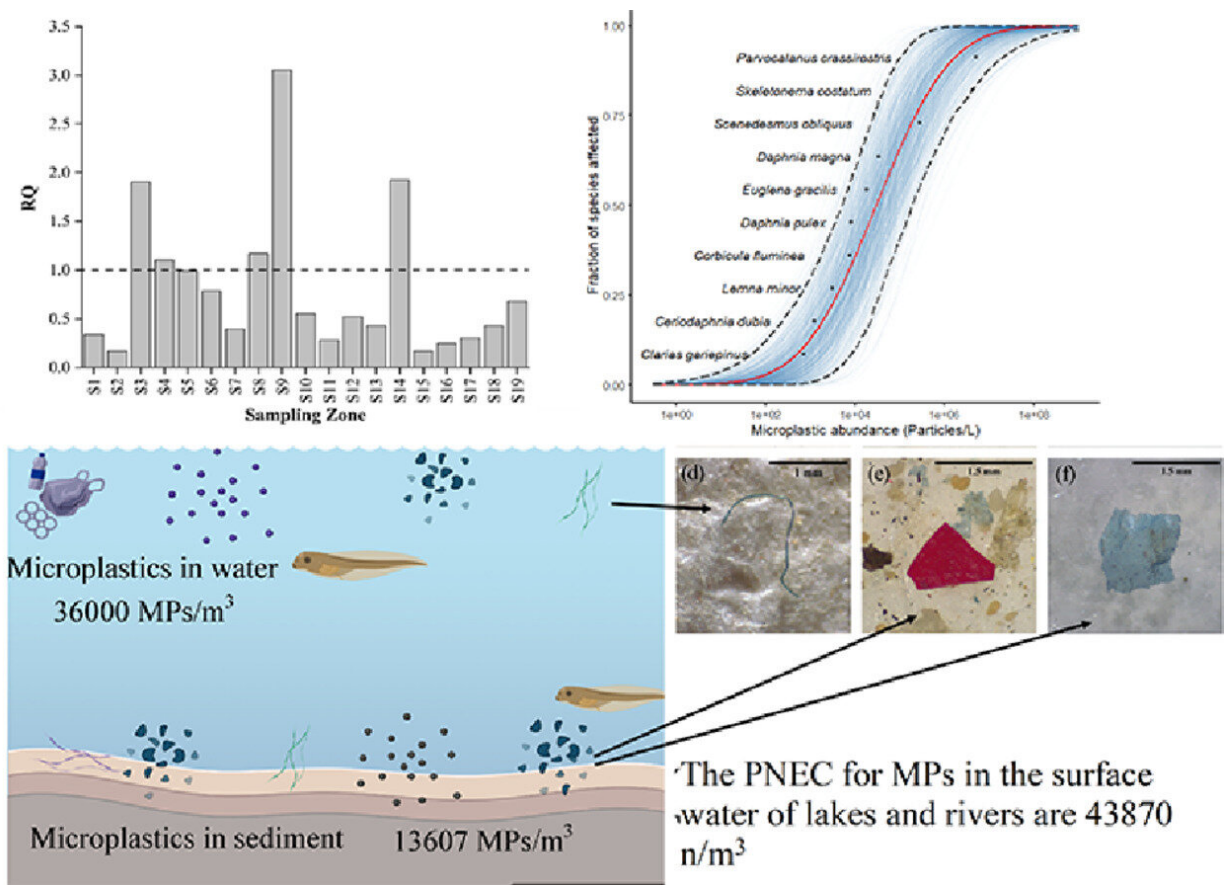 3.5
3.0
2.5
2.0
1.5
1.0
0.5
0.0
RQ
S1 S2 S3 S4 S5 S6 S7 S8 S9 S10 S11 S12 S13 S14 S15 S16 S17 S18 S19
Sampling Zone
1.00
0.75
0.50
0.25
0.00
Fraction of species affected
Parvocalanus crassirostris
Skeletonema costatum
Scenedesmus obliquus
Daphnia magna
Euglena gracilis
Daphnia pulex
Corbicula fluminea
Lemna minor
Ceriodaphnia dubia
Clarias gariepinus
1e+00 1e+02 1e+04 1e+06 1e+08
Microplastic abundance (Particles/L)
Microplastics in water
36000 MPs/m³
Microplastics in sediment 13607 MPs/m³
(d) 1 mm
(e) 1.5 mm
(f) 1.5 mm
The PNEC for MPs in the surface
water of lakes and rivers are 43870
n/m³